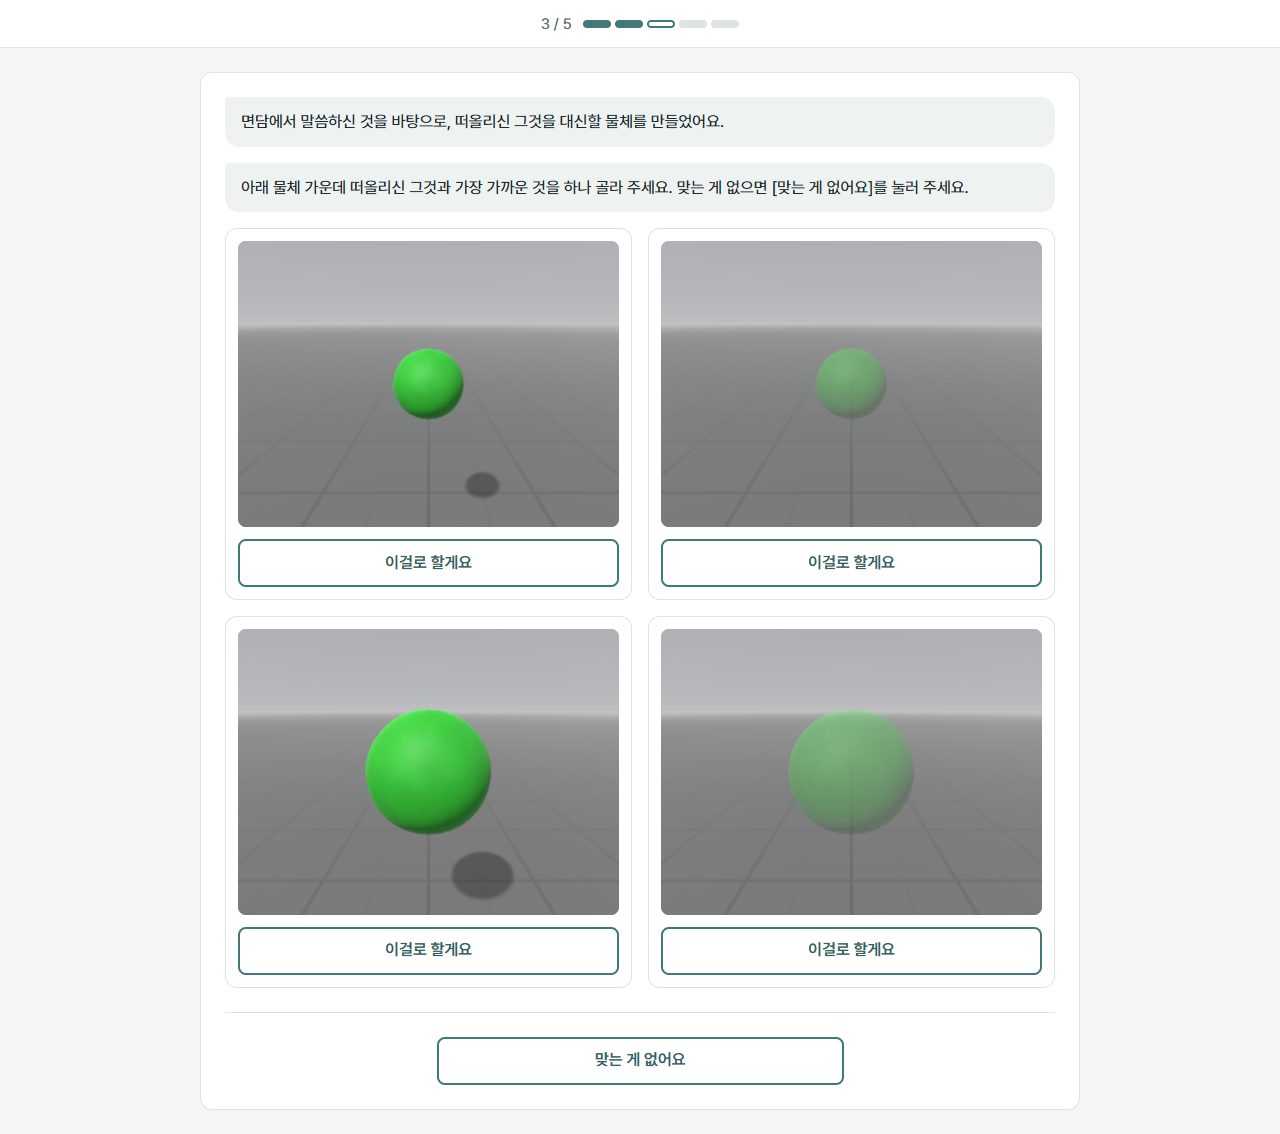 3 / 5
면담에서 말씀하신 것을 바탕으로, 떠올리신 그것을 대신할 물체를 만들었어요.
아래 물체 가운데 떠올리신 그것과 가장 가까운 것을 하나 골라 주세요. 맞는 게 없으면 [맞는 게 없어요]를 눌러 주세요.
이걸로 할게요
이걸로 할게요
이걸로 할게요
이걸로 할게요
맞는 게 없어요